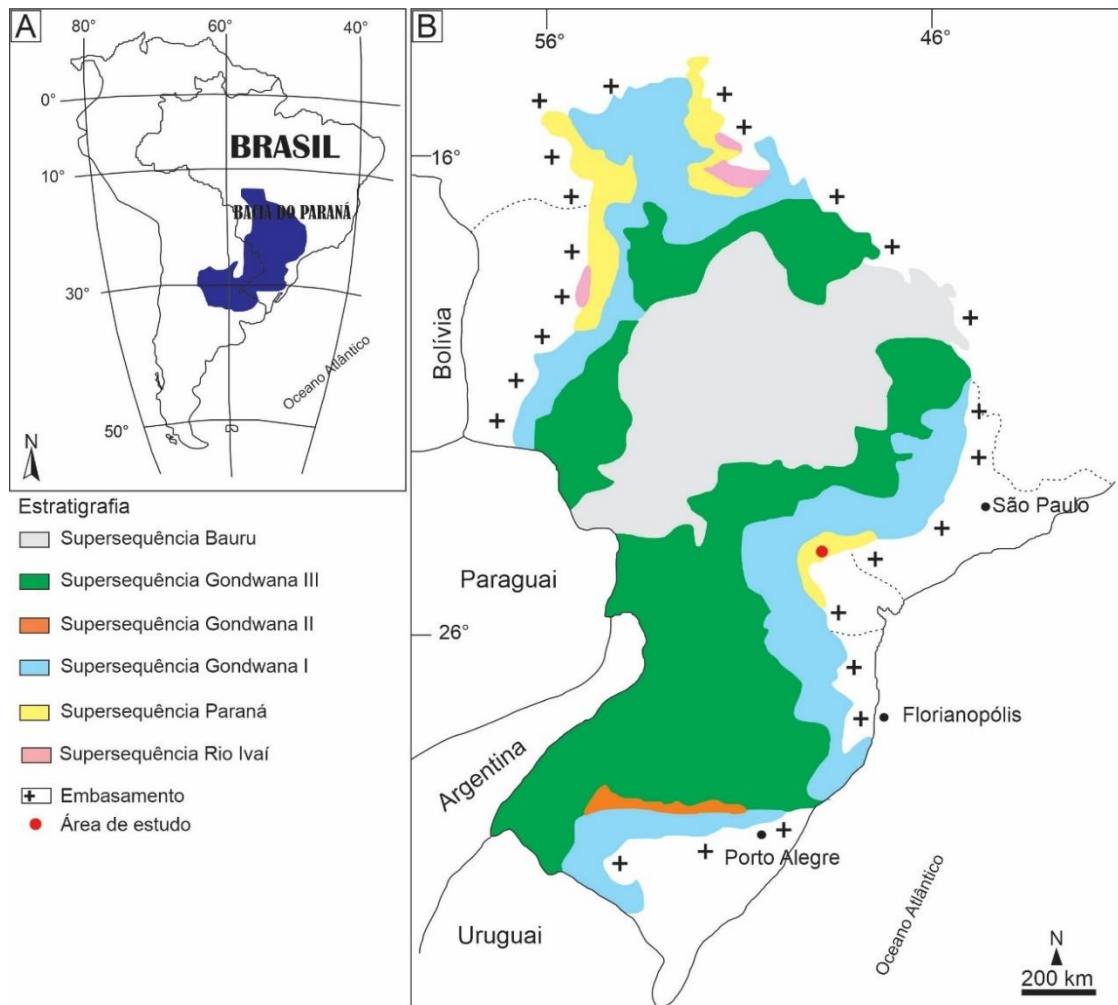 A
80°
60°
40°
0°
BRASIL
10°
BATIA DO PARANÁ
30°
Oceano Atlântico
50°
N
Estratigrafia
Supersequência Bauru
Supersequência Gondwana III
Supersequência Gondwana II
Supersequência Gondwana I
Supersequência Paraná
Supersequência Rio Ivaí
Embasamento
Área de estudo
B
56°
46°
16°
Bolívia
São Paulo
Paraguai
26°
Florianopólis
Argentina
Porto Alegre
Uruguai
Oceano Atlântico
N
200 km